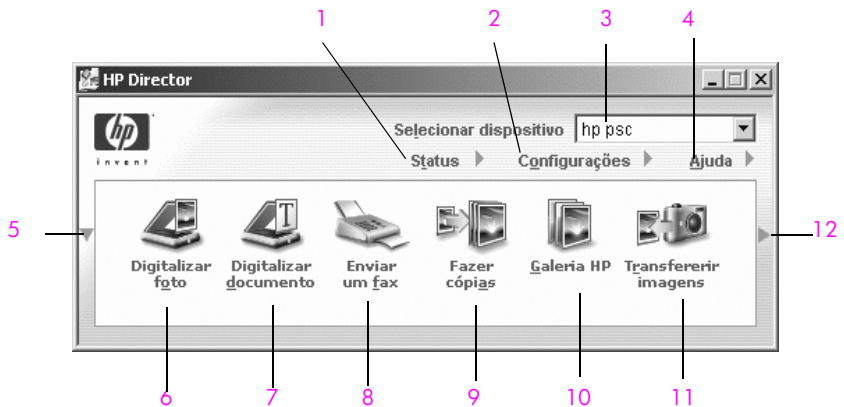 1 2 3 4
HP Director
hp
invent
Selecionar dispositivo hp psc
Status Configurações Ajuda
5 12
Digitalizar foto
Digitalizar documento
Enviar um fax
Fazer cópias
Galeria HP
Transfererir imagens
6 7 8 9 10 11